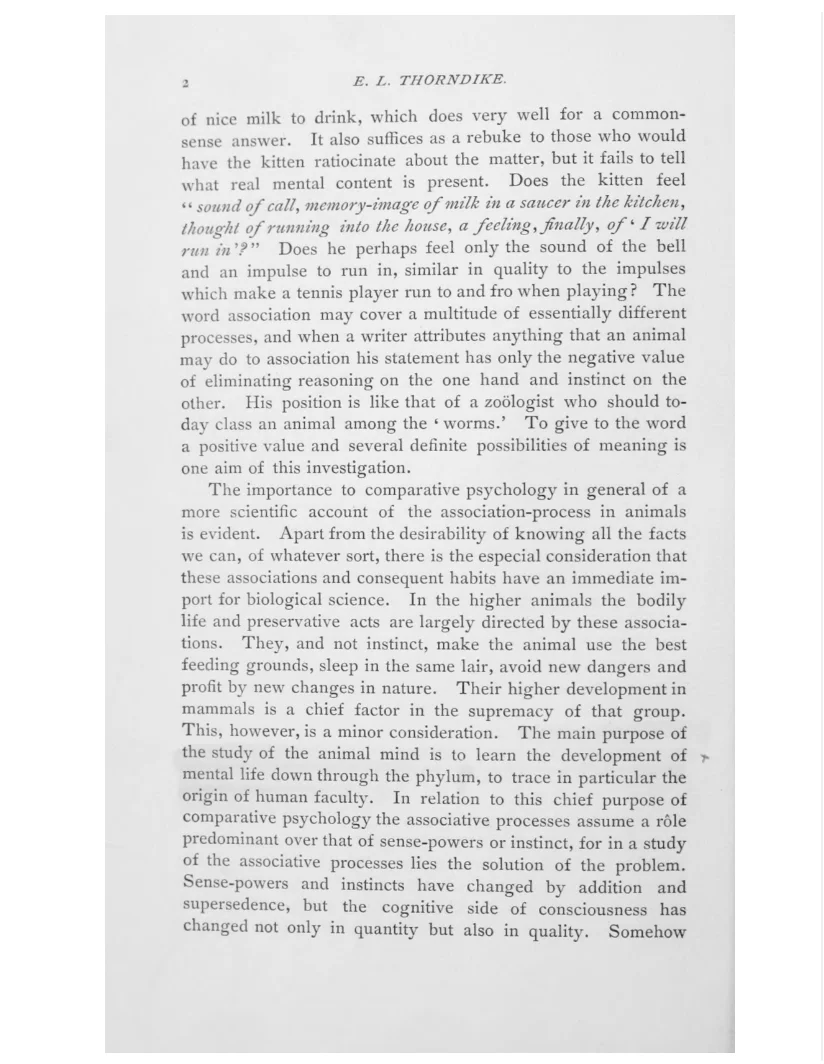 2 E. L. THORNDIKE.
of nice milk to drink, which does very well for a common-
sense answer. It also suffices as a rebuke to those who would
have the kitten ratiocinate about the matter, but it fails to tell
what real mental content is present. Does the kitten feel
“ sound of call, memory-image of milk in a saucer in the kitchen,
thought of running into the house, a feeling, finally, of ‘ I will
run in’?” Does he perhaps feel only the sound of the bell
and an impulse to run in, similar in quality to the impulses
which make a tennis player run to and fro when playing? The
word association may cover a multitude of essentially different
processes, and when a writer attributes anything that an animal
may do to association his statement has only the negative value
of eliminating reasoning on the one hand and instinct on the
other. His position is like that of a zoölogist who should to-
day class an animal among the ‘ worms.’ To give to the word
a positive value and several definite possibilities of meaning is
one aim of this investigation.
The importance to comparative psychology in general of a
more scientific account of the association-process in animals
is evident. Apart from the desirability of knowing all the facts
we can, of whatever sort, there is the especial consideration that
these associations and consequent habits have an immediate im-
port for biological science. In the higher animals the bodily
life and preservative acts are largely directed by these associa-
tions. They, and not instinct, make the animal use the best
feeding grounds, sleep in the same lair, avoid new dangers and
profit by new changes in nature. Their higher development in
mammals is a chief factor in the supremacy of that group.
This, however, is a minor consideration. The main purpose of
the study of the animal mind is to learn the development of
mental life down through the phylum, to trace in particular the
origin of human faculty. In relation to this chief purpose of
comparative psychology the associative processes assume a rôle
predominant over that of sense-powers or instinct, for in a study
of the associative processes lies the solution of the problem.
Sense-powers and instincts have changed by addition and
supersedence, but the cognitive side of consciousness has
changed not only in quantity but also in quality. Somehow